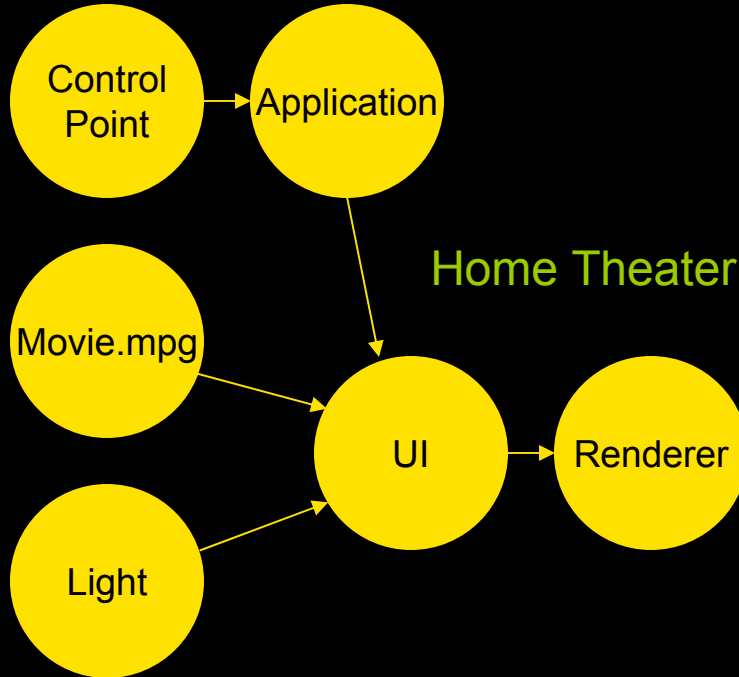 Control
Point
Application
Home Theater
Movie.mpg
UI
Renderer
Light